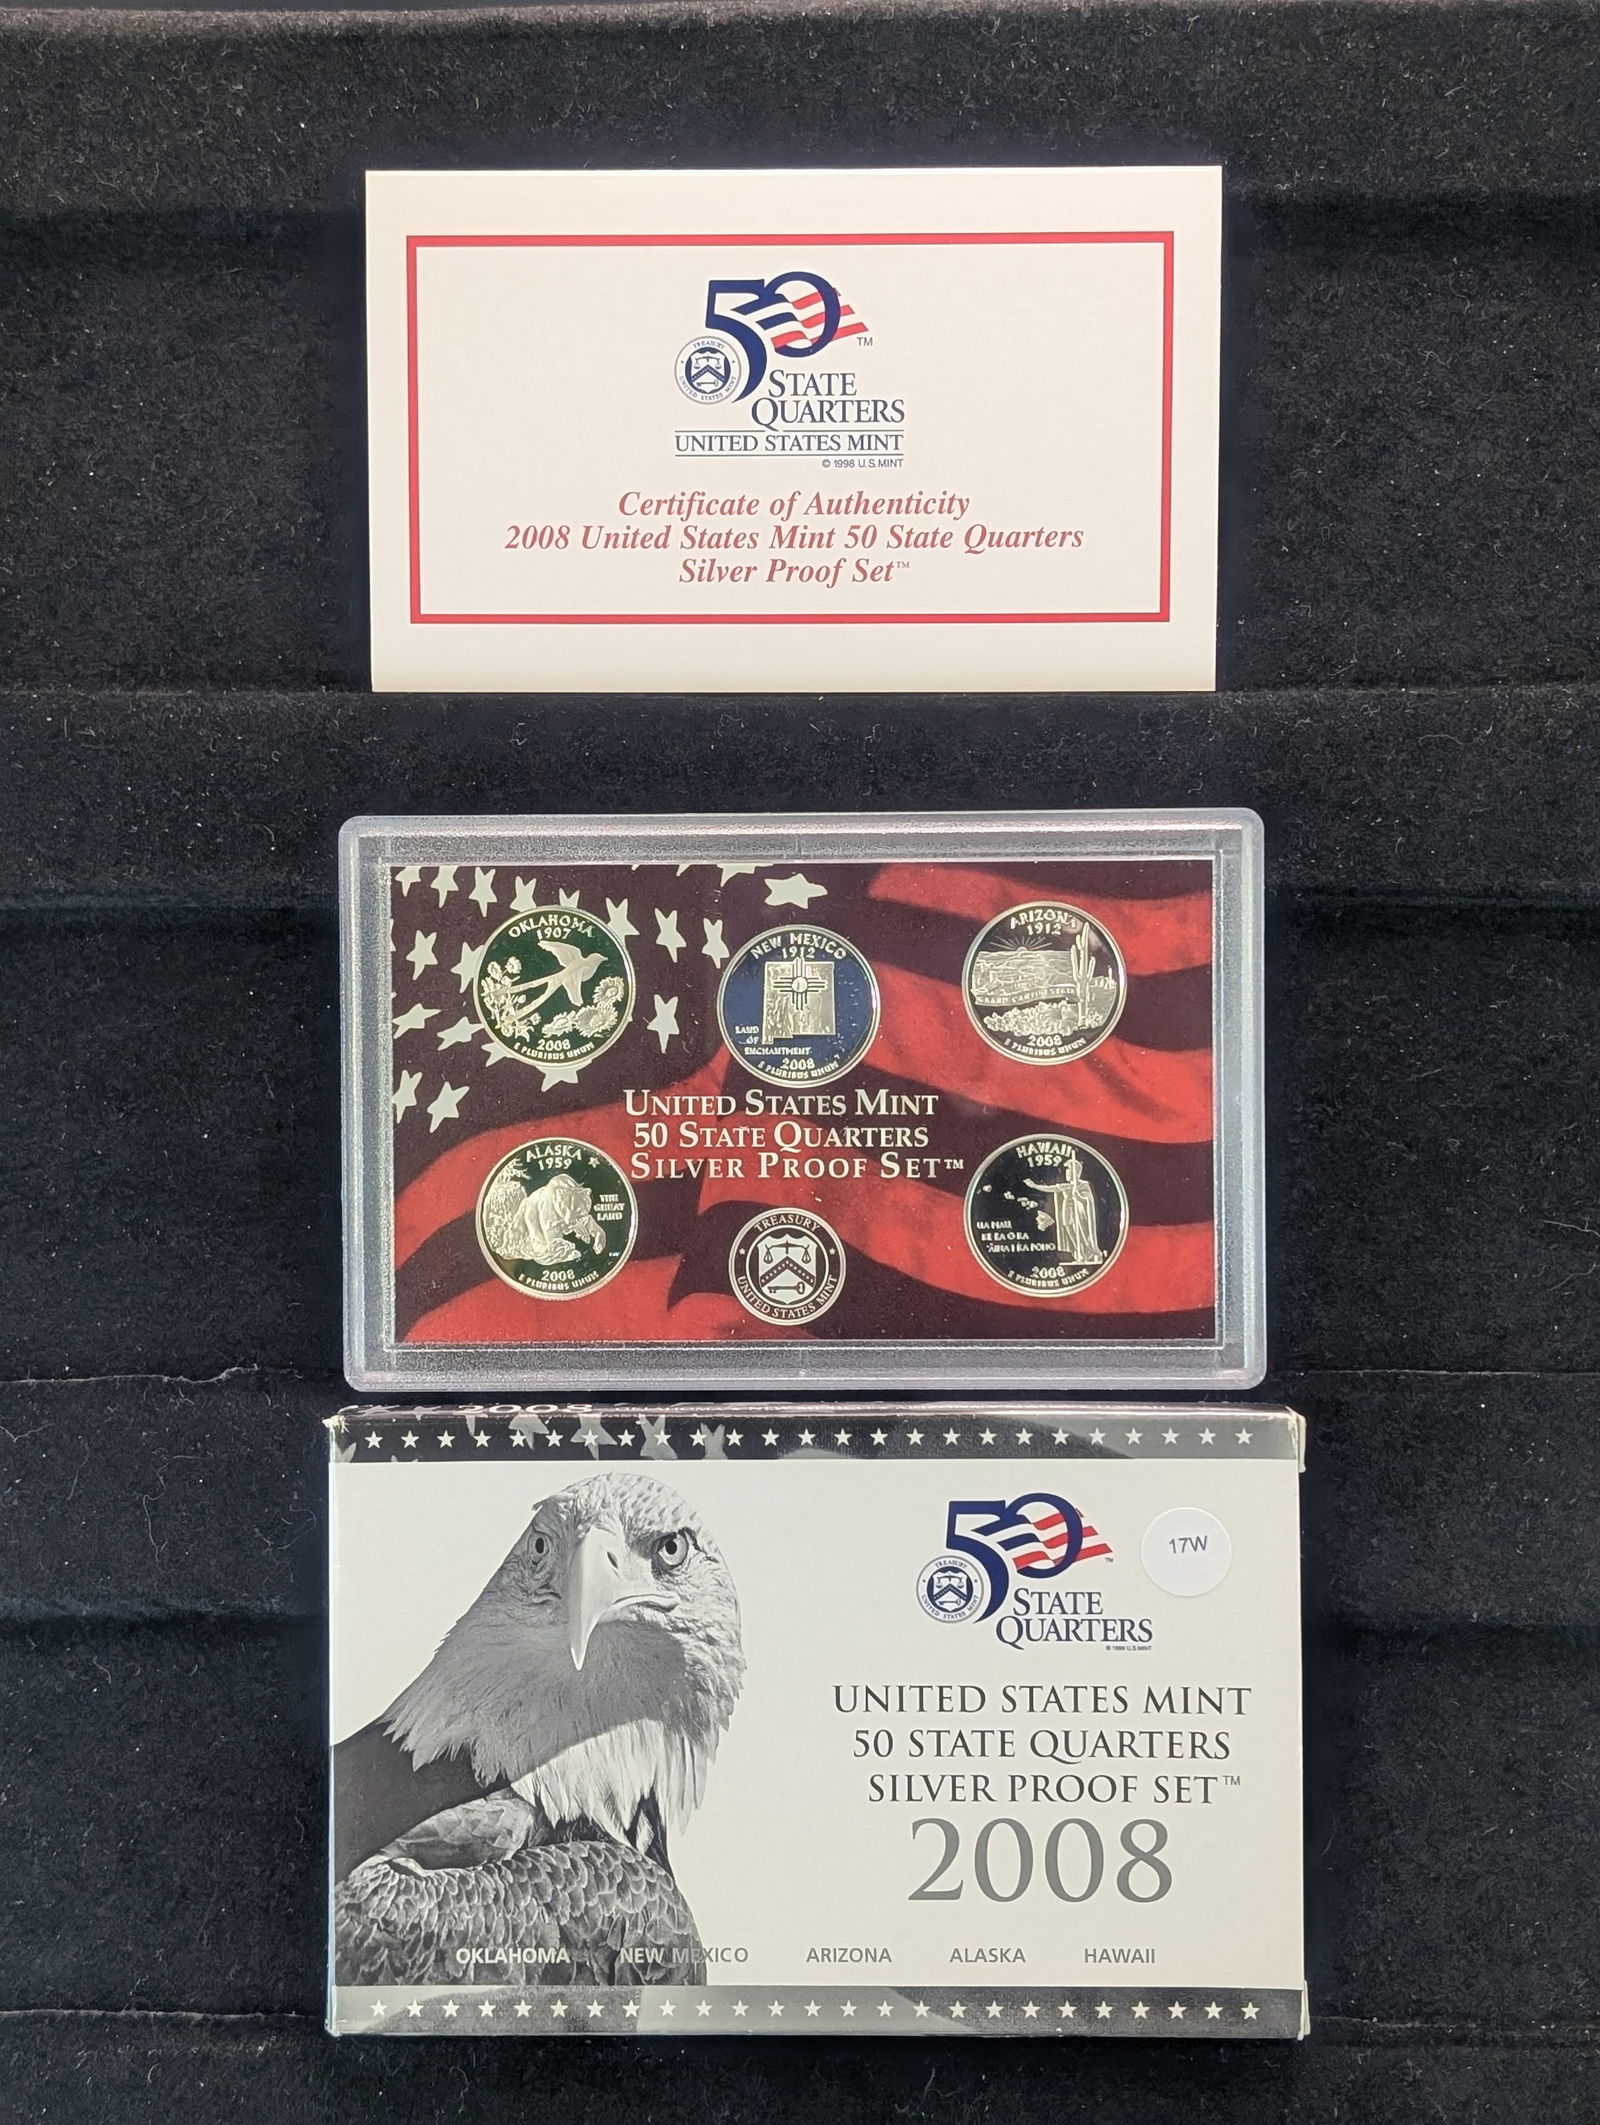 50
TM
TREASURY
UNITED STATES MINT
STATE
QUARTERS
UNITED STATES MINT
© 1998 U.S. MINT
Certificate of Authenticity
2008 United States Mint 50 State Quarters
Silver Proof Set™
OKLAHOMA
1907
2008
E PLURIBUS UNUM
NEW MEXICO
1912
LAND
OF
ENCHANTMENT
2008
E PLURIBUS UNUM
ARIZONA
1912
GRAND CANYON STATE
2008
E PLURIBUS UNUM
UNITED STATES MINT
50 STATE QUARTERS
SILVER PROOF SET™
ALASKA
1959
THE
GREAT
LAND
2008
E PLURIBUS UNUM
TREASURY
UNITED STATES MINT
HAWAII
1959
UA MAU
KE EA O KA
ʻĀINA I KA PONO
2008
E PLURIBUS UNUM
2008
50
TM
TREASURY
UNITED STATES MINT
STATE
QUARTERS
© 1998 U.S. MINT
17W
UNITED STATES MINT
50 STATE QUARTERS
SILVER PROOF SET™
2008
OKLAHOMA NEW MEXICO ARIZONA ALASKA HAWAII